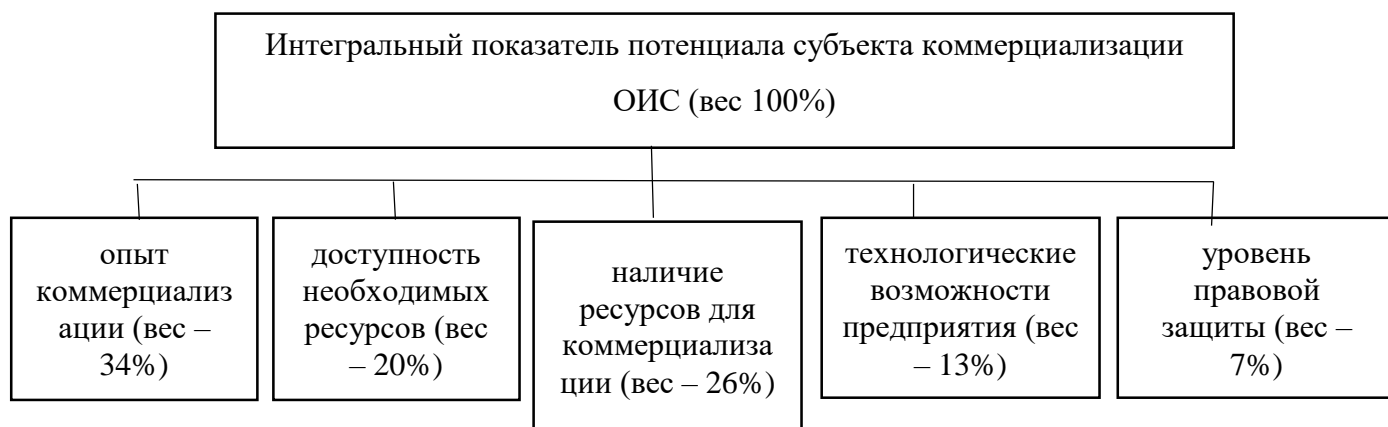 Интегральный показатель потенциала субъекта коммерциализации
ОИС (вес 100%)
опыт
коммерциализ
ации (вес –
34%)
доступность
необходимых
ресурсов (вес
– 20%)
наличие
ресурсов для
коммерциализа
ции (вес – 26%)
технологические
возможности
предприятия (вес
– 13%)
уровень
правовой
защиты (вес –
7%)